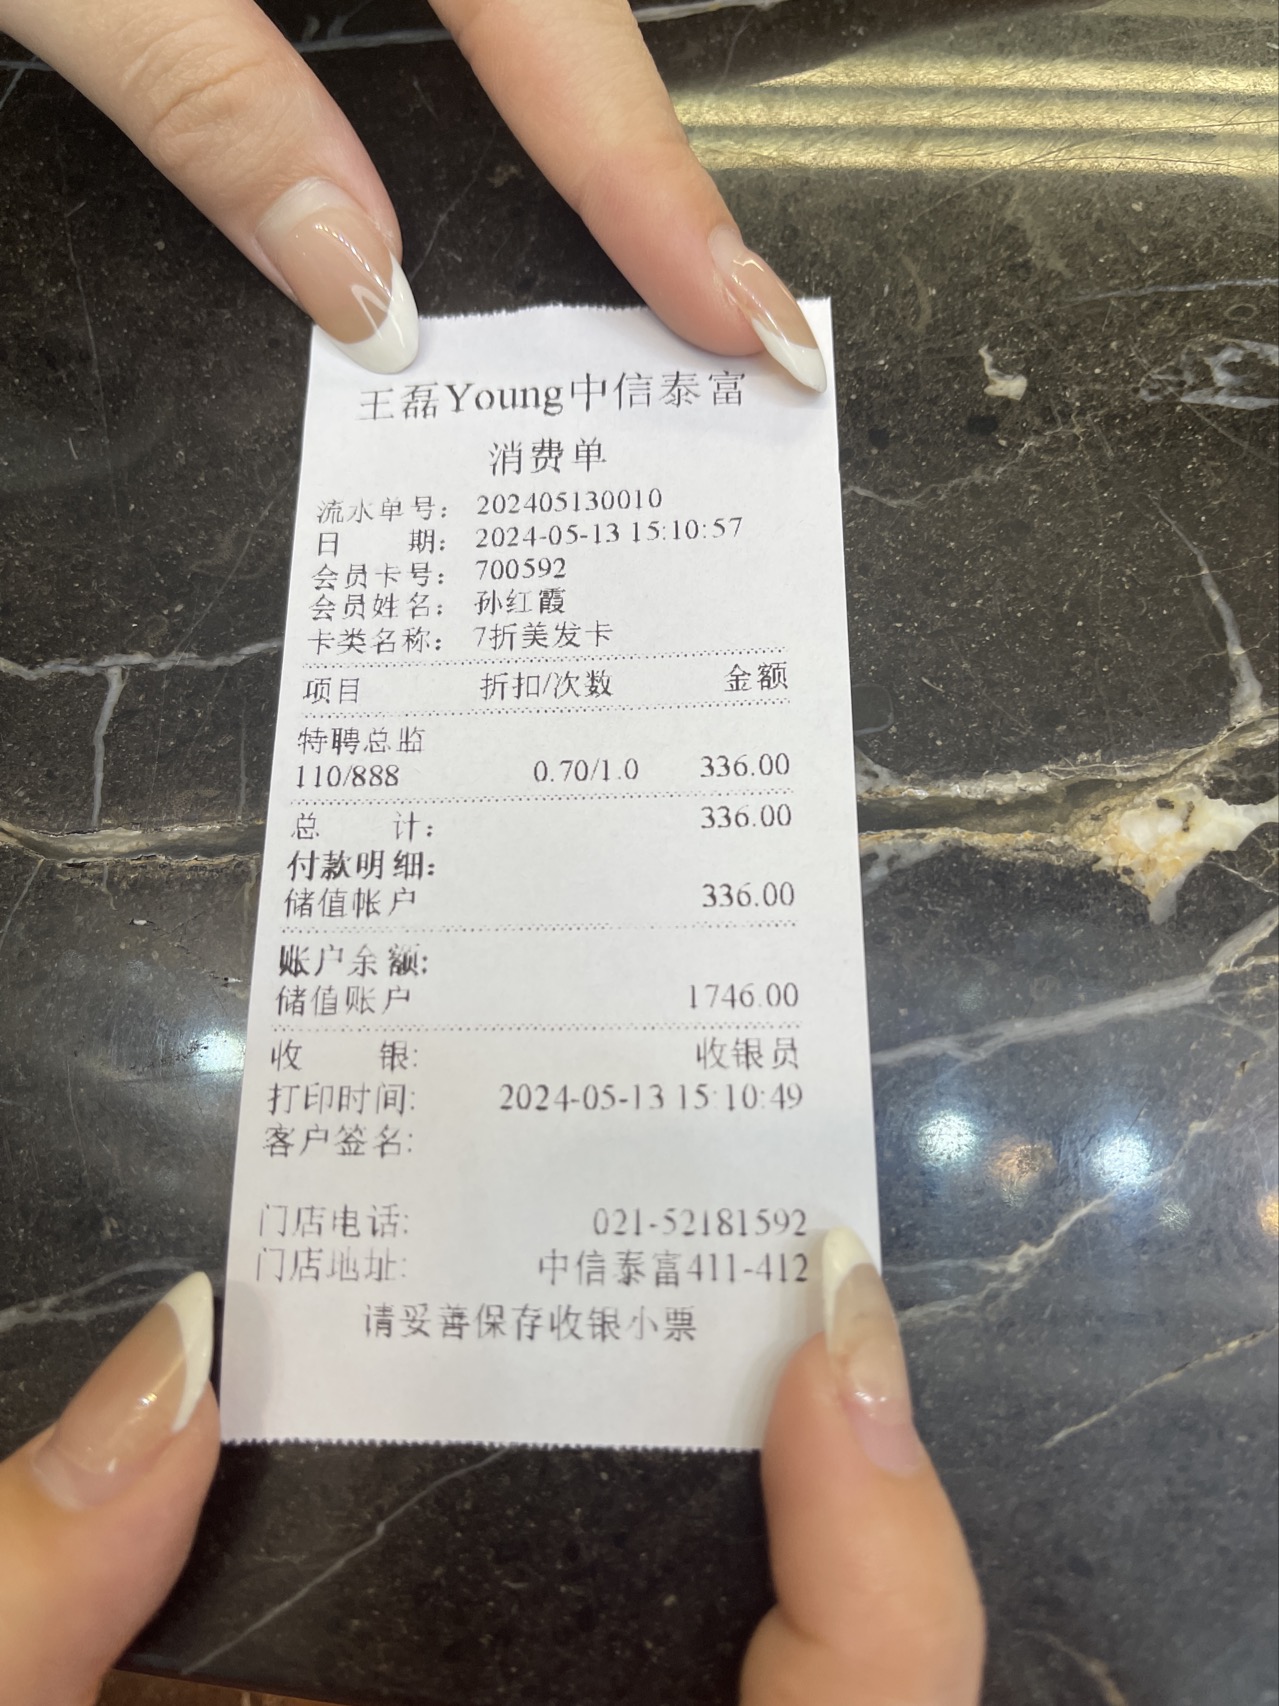 王磊Young中信泰富
消费单
流水单号： 202405130010
日 期： 2024-05-13 15:10:57
会员卡号： 700592
会员姓名： 孙红霞
卡类名称： 7折美发卡
项目 折扣/次数 金额
特聘总监
110/888 0.70/1.0 336.00
总 计： 336.00
付款明细：
储值帐户 336.00
账户余额：
储值账户 1746.00
收 银： 收银员
打印时间： 2024-05-13 15:10:49
客户签名：
门店电话： 021-52181592
门店地址： 中信泰富411-412
请妥善保存收银小票